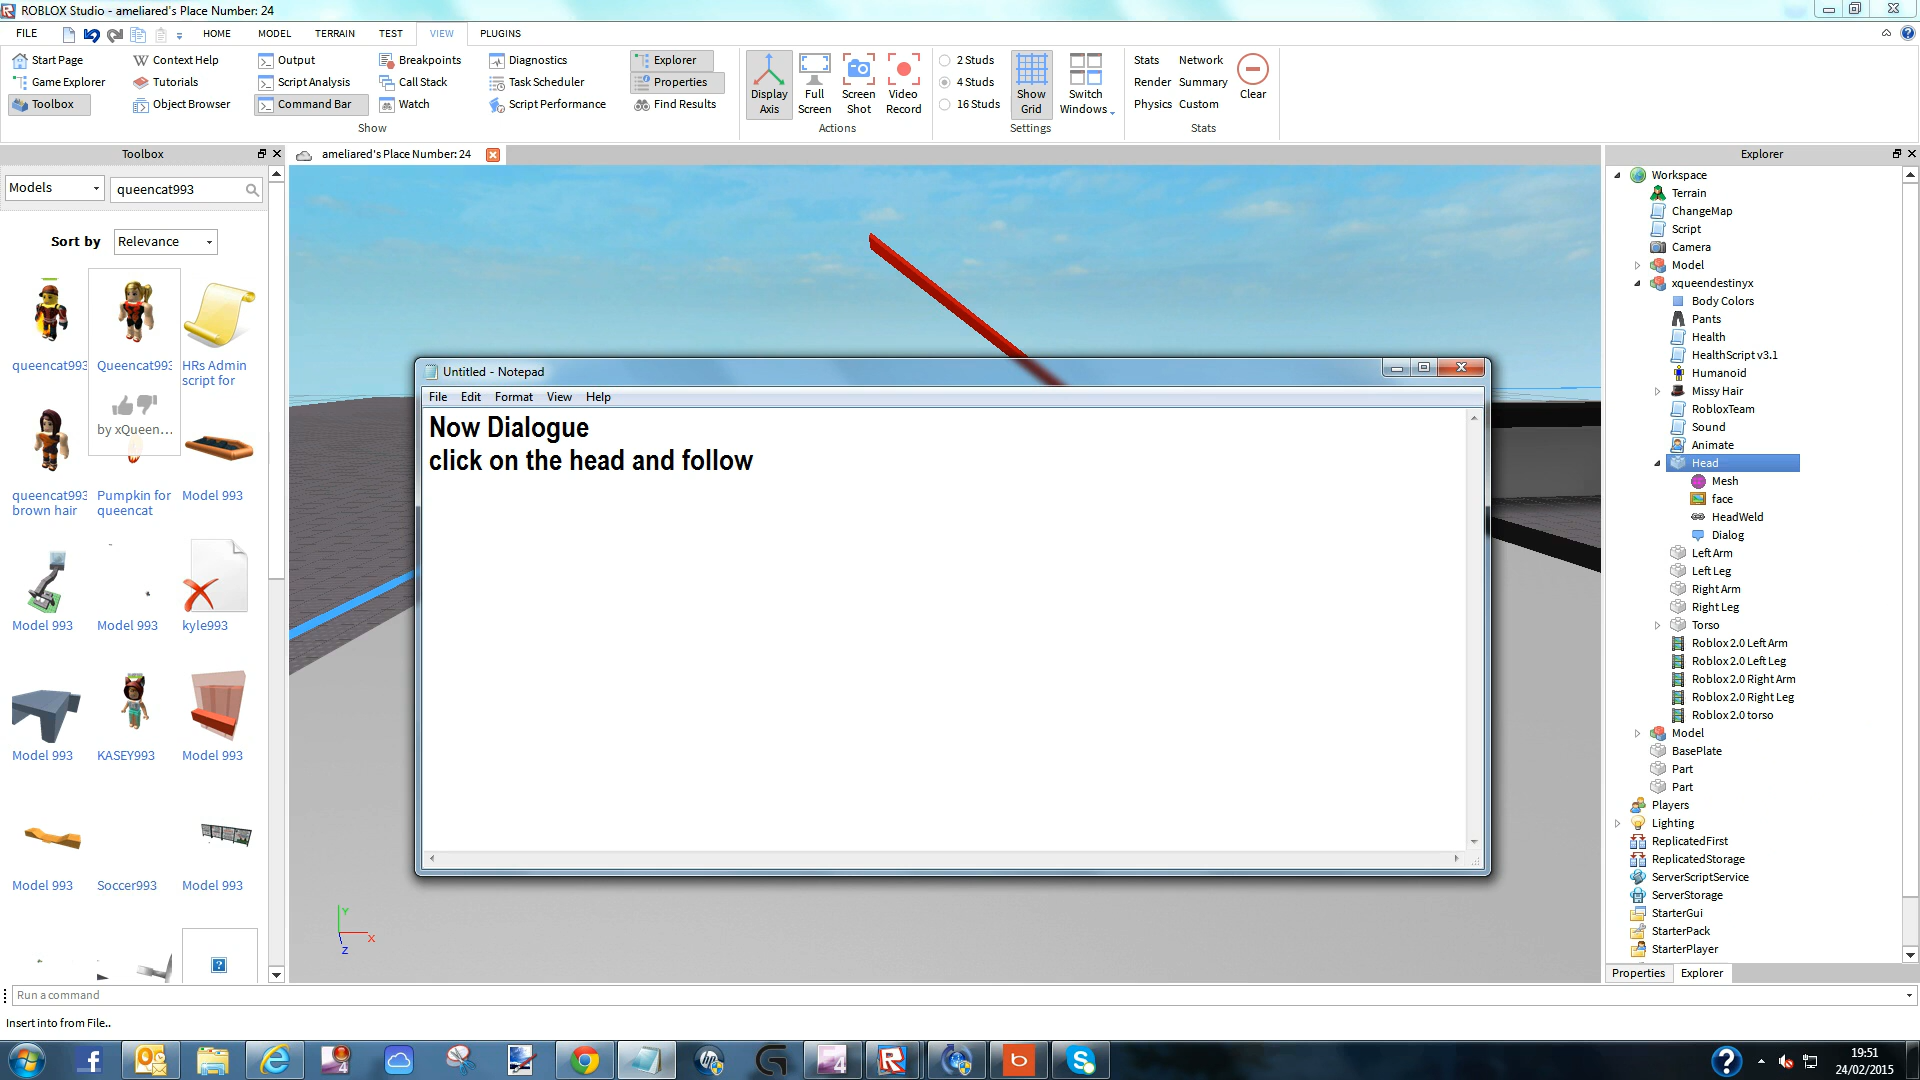 ROBLOX Studio - ameliared's Place Number: 24
FILE HOME MODEL TERRAIN TEST VIEW PLUGINS
Start Page Context Help Output Breakpoints Diagnostics Explorer
Game Explorer Tutorials Script Analysis Call Stack Task Scheduler Properties
Toolbox Object Browser Command Bar Watch Script Performance Find Results
Show
Display Axis
Full Screen
Screen Shot
Video Record
Actions
2 Studs
4 Studs
16 Studs
Show Grid
Switch Windows
Settings
Stats Network
Render Summary
Physics Custom
Clear
Stats
Toolbox
ameliared's Place Number: 24
Explorer
Models
queencat993
Sort by Relevance
queencat993
Queencat993
HRs Admin
script for
by xQueen...
queencat993
brown hair
Pumpkin for
queencat
Model 993
Model 993
Model 993
kyle993
Model 993
KASEY993
Model 993
Model 993
Soccer993
Model 993
Untitled - Notepad
File Edit Format View Help
Now Dialogue
click on the head and follow
Y
X
Z
Workspace
Terrain
ChangeMap
Script
Camera
Model
xqueendestinyx
Body Colors
Pants
Health
HealthScript v3.1
Humanoid
Missy Hair
RobloxTeam
Sound
Animate
Head
Mesh
face
HeadWeld
Dialog
Left Arm
Left Leg
Right Arm
Right Leg
Torso
Roblox 2.0 Left Arm
Roblox 2.0 Left Leg
Roblox 2.0 Right Arm
Roblox 2.0 Right Leg
Roblox 2.0 torso
Model
BasePlate
Part
Part
Players
Lighting
ReplicatedFirst
ReplicatedStorage
ServerScriptService
ServerStorage
StarterGui
StarterPack
StarterPlayer
Properties Explorer
Run a command
Insert into from File..
19:51
24/02/2015